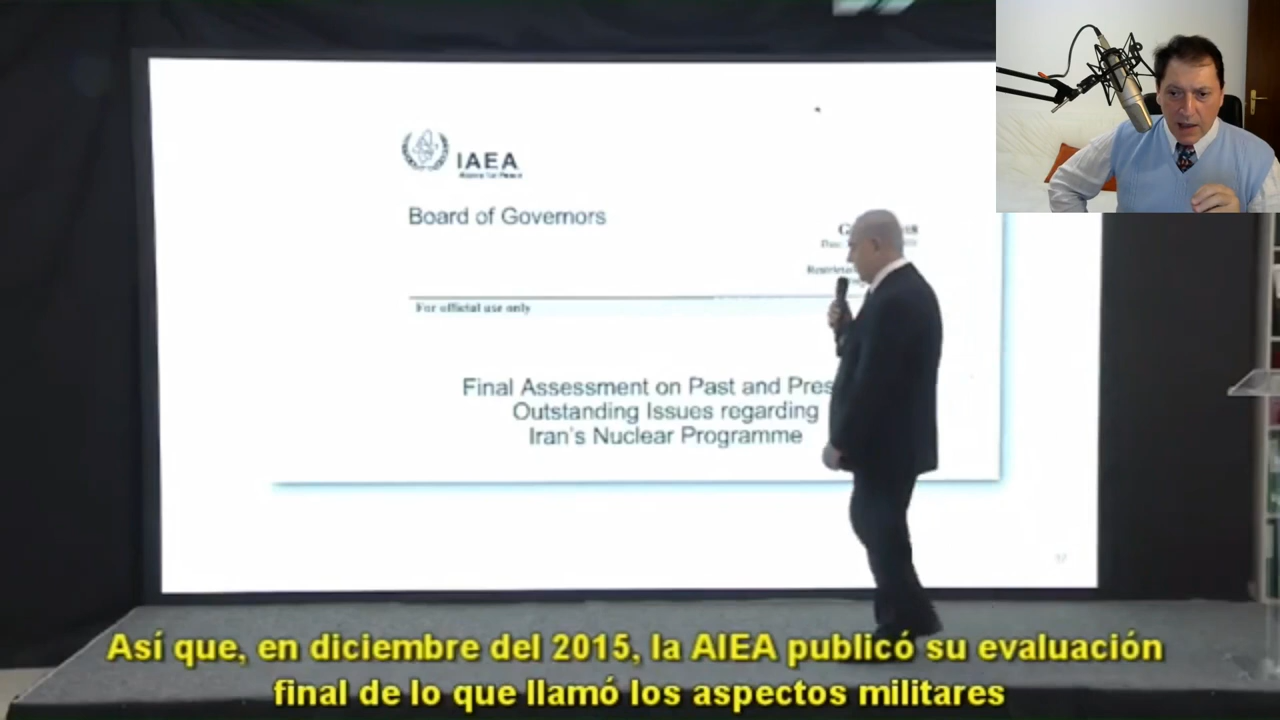 IAEA
Board of Governors
For official use only
Final Assessment on Past and Pres
Outstanding Issues regarding
Iran's Nuclear Programme
Así que, en diciembre del 2015, la AIEA publicó su evaluación
final de lo que llamó los aspectos militares